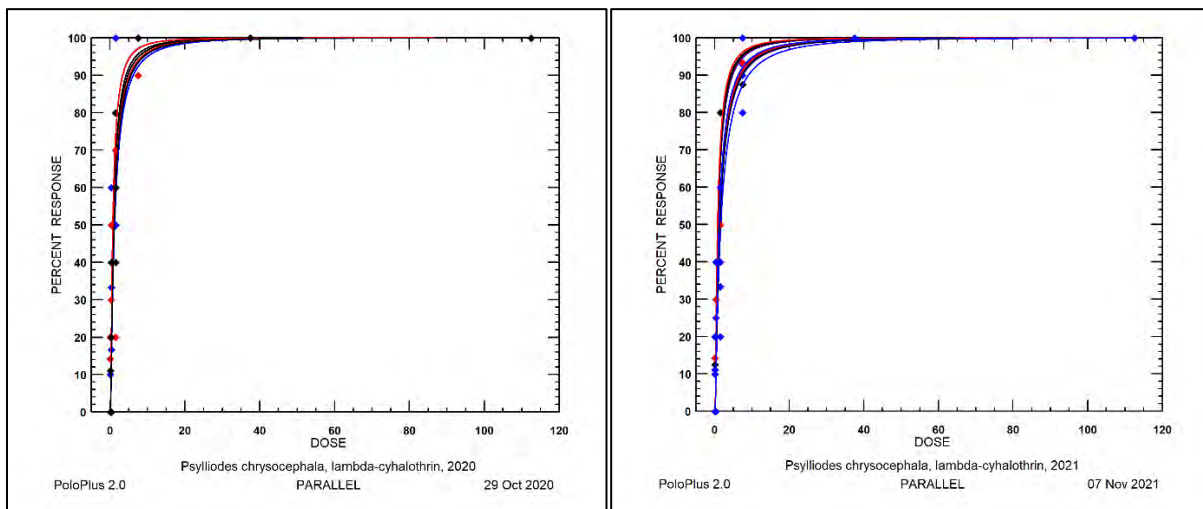 PERCENT RESPONSE
100
90
80
70
60
50
40
30
20
10
0
0 20 40 60 80 100 120
DOSE
Psylliodes chrysocephala, lambda-cyhalothrin, 2020
PoloPlus 2.0 PARALLEL 29 Oct 2020
PERCENT RESPONSE
100
90
80
70
60
50
40
30
20
10
0
0 20 40 60 80 100 120
DOSE
Psylliodes chrysocephala, lambda-cyhalothrin, 2021
PoloPlus 2.0 PARALLEL 07 Nov 2021